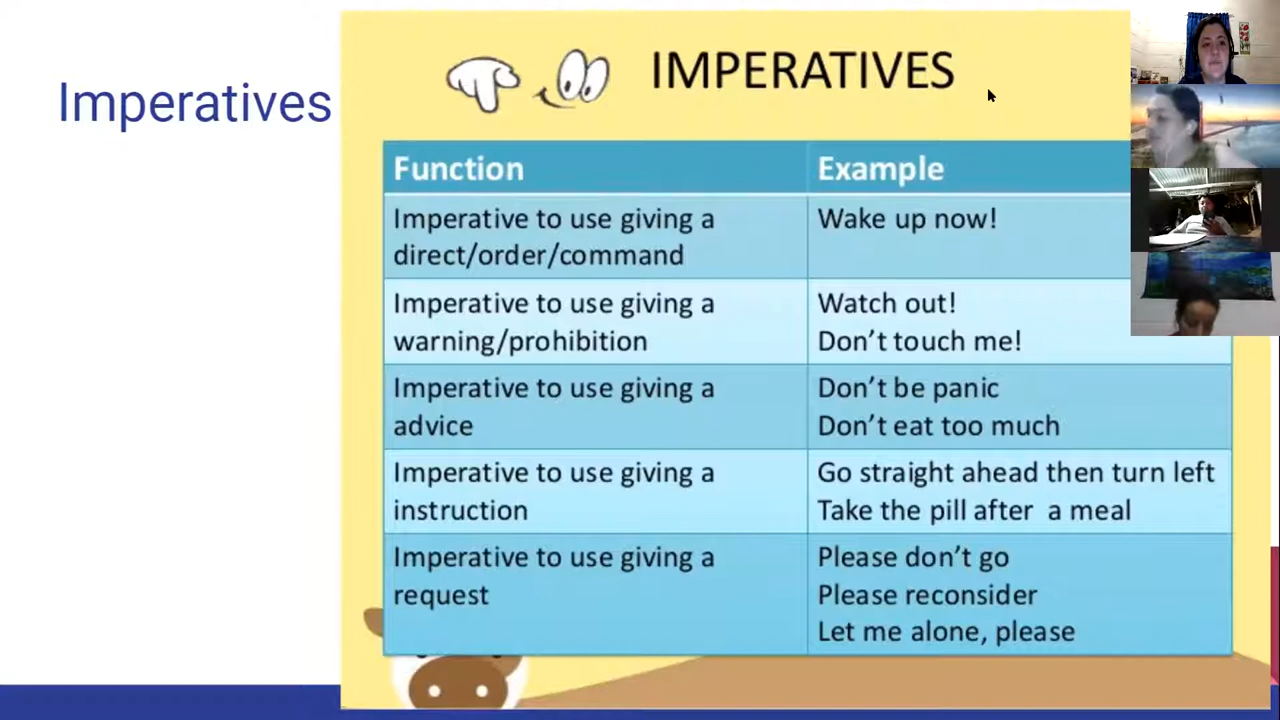 Imperatives
IMPERATIVES
Function
Example
Imperative to use giving a
direct/order/command
Wake up now!
Imperative to use giving a
warning/prohibition
Watch out!
Don’t touch me!
Imperative to use giving a
advice
Don’t be panic
Don’t eat too much
Imperative to use giving a
instruction
Go straight ahead then turn left
Take the pill after a meal
Imperative to use giving a
request
Please don’t go
Please reconsider
Let me alone, please